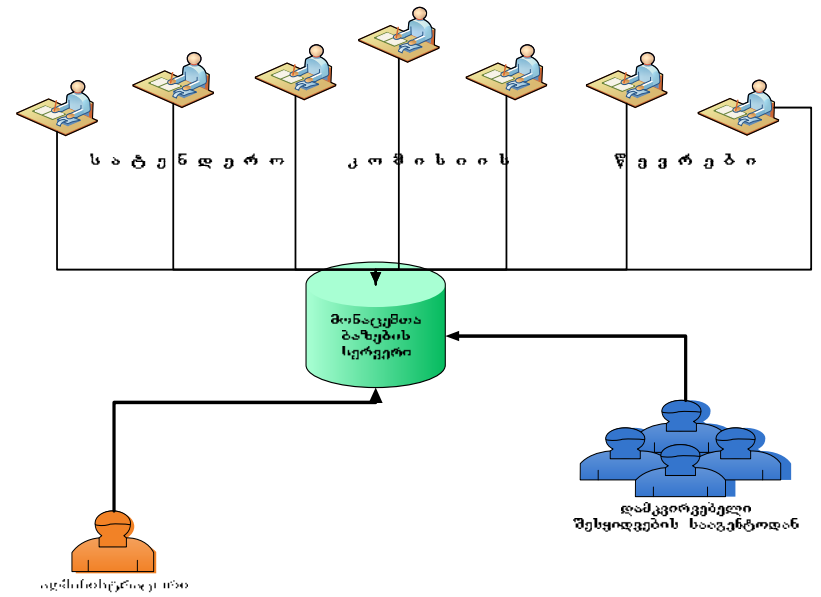 სატენდერო კომისიის წევრები
მონაცემთა
ბაზების
სერვერი
დამკვირვებელი
შესყიდვების სააგენტოდან